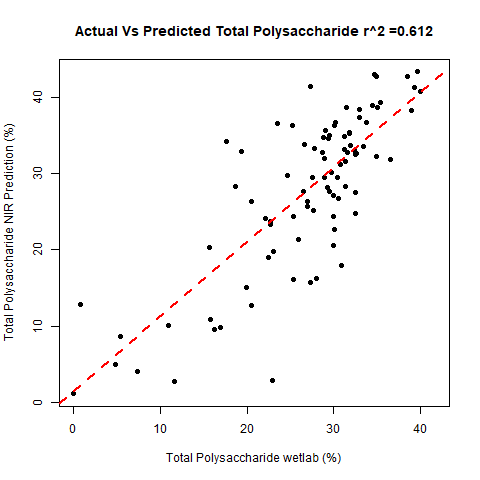 Actual Vs Predicted Total Polysaccharide r^2 =0.612
Total Polysaccharide NIR Prediction (%)
40
30
20
10
0
0 10 20 30 40
Total Polysaccharide wetlab (%)